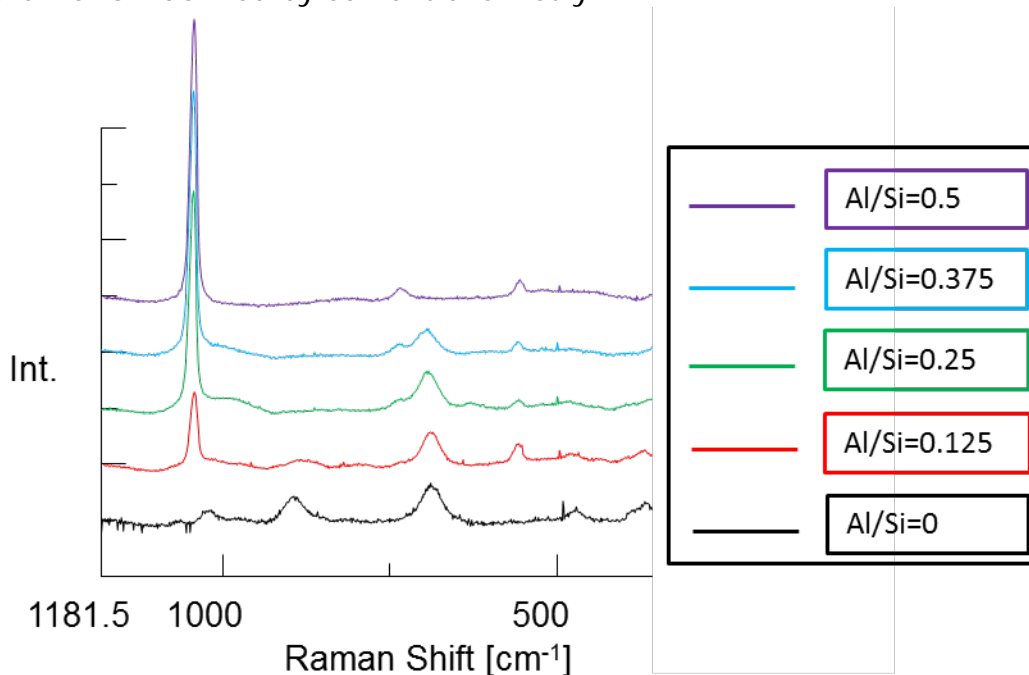 Al/Si=0.5
Al/Si=0.375
Int.
Al/Si=0.25
Al/Si=0.125
Al/Si=0
1181.5 1000 500
Raman Shift [cm-1]